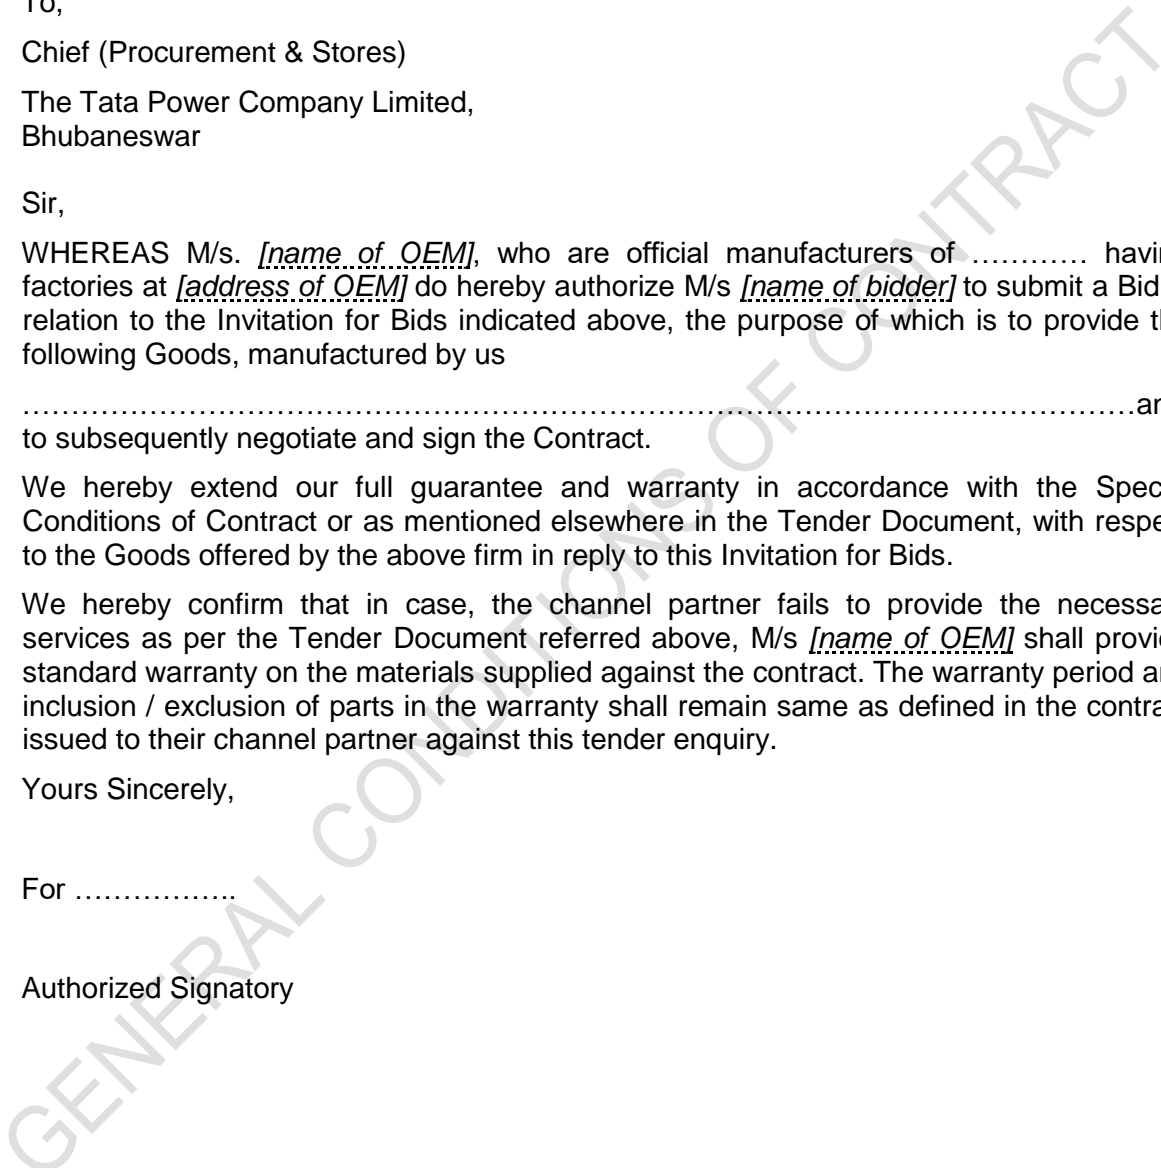 To,
Chief (Procurement & Stores)
The Tata Power Company Limited,
Bhubaneswar
Sir,
WHEREAS M/s. [name of OEM], who are official manufacturers of ………… havin
factories at [address of OEM] do hereby authorize M/s [name of bidder] to submit a Bid
relation to the Invitation for Bids indicated above, the purpose of which is to provide th
following Goods, manufactured by us
……………………………………………………………………………………………………an
to subsequently negotiate and sign the Contract.
We hereby extend our full guarantee and warranty in accordance with the Spec
Conditions of Contract or as mentioned elsewhere in the Tender Document, with respe
to the Goods offered by the above firm in reply to this Invitation for Bids.
We hereby confirm that in case, the channel partner fails to provide the necessa
services as per the Tender Document referred above, M/s [name of OEM] shall provid
standard warranty on the materials supplied against the contract. The warranty period an
inclusion / exclusion of parts in the warranty shall remain same as defined in the contra
issued to their channel partner against this tender enquiry.
Yours Sincerely,
For ……………..
Authorized Signatory
GENERAL CONDITIONS OF CONTRACT